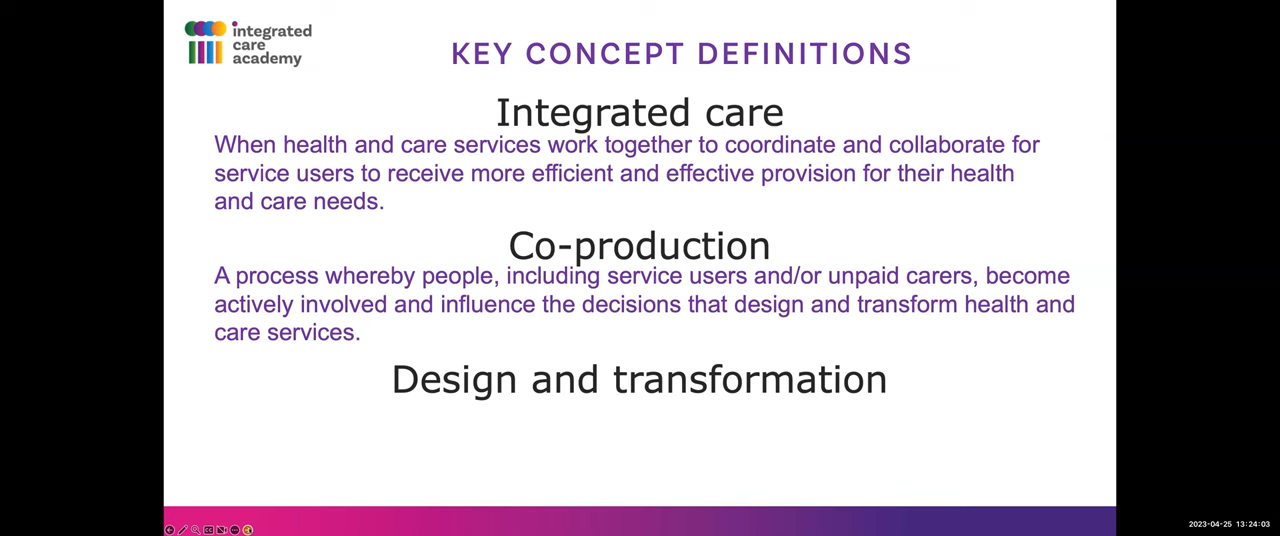 integrated
care
academy
KEY CONCEPT DEFINITIONS
Integrated care
When health and care services work together to coordinate and collaborate for
service users to receive more efficient and effective provision for their health
and care needs.
Co-production
A process whereby people, including service users and/or unpaid carers, become
actively involved and influence the decisions that design and transform health and
care services.
Design and transformation
2023-04-25 13:24:03